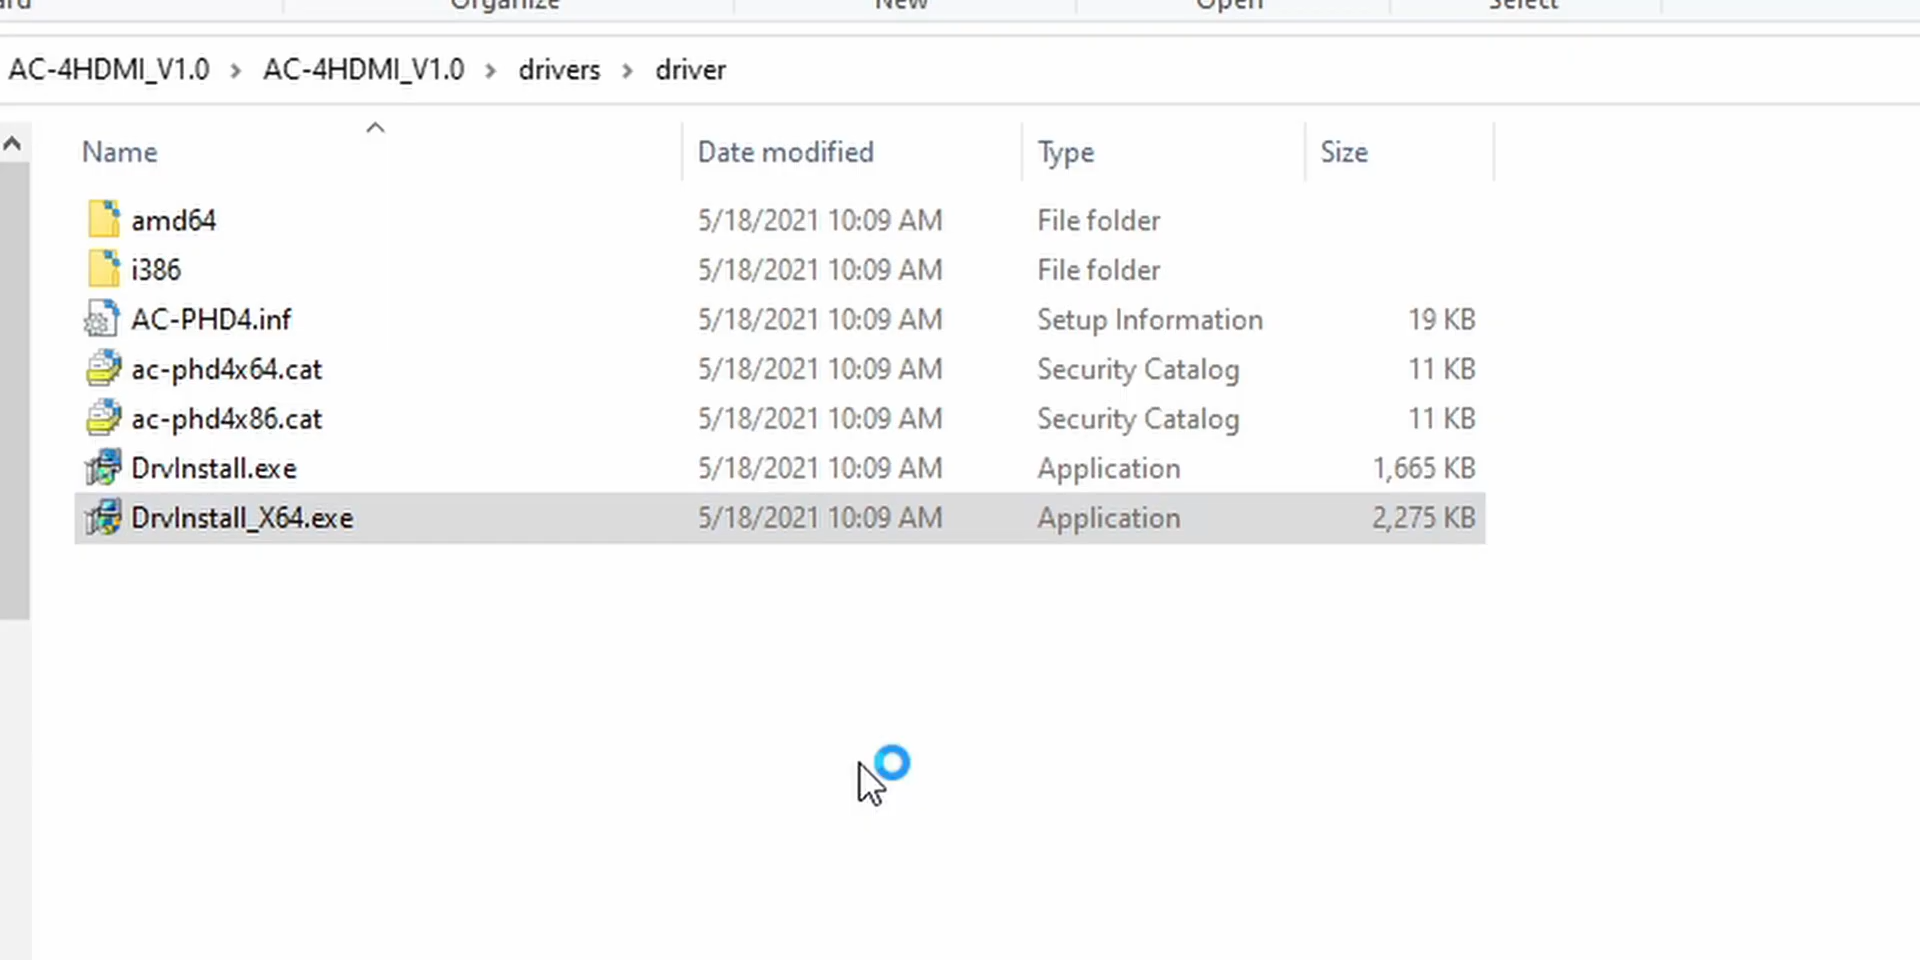 Organize New Open Select
AC-4HDMI_V1.0 > AC-4HDMI_V1.0 > drivers > driver
Name Date modified Type Size
amd64 5/18/2021 10:09 AM File folder
i386 5/18/2021 10:09 AM File folder
AC-PHD4.inf 5/18/2021 10:09 AM Setup Information 19 KB
ac-phd4x64.cat 5/18/2021 10:09 AM Security Catalog 11 KB
ac-phd4x86.cat 5/18/2021 10:09 AM Security Catalog 11 KB
DrvInstall.exe 5/18/2021 10:09 AM Application 1,665 KB
DrvInstall_X64.exe 5/18/2021 10:09 AM Application 2,275 KB